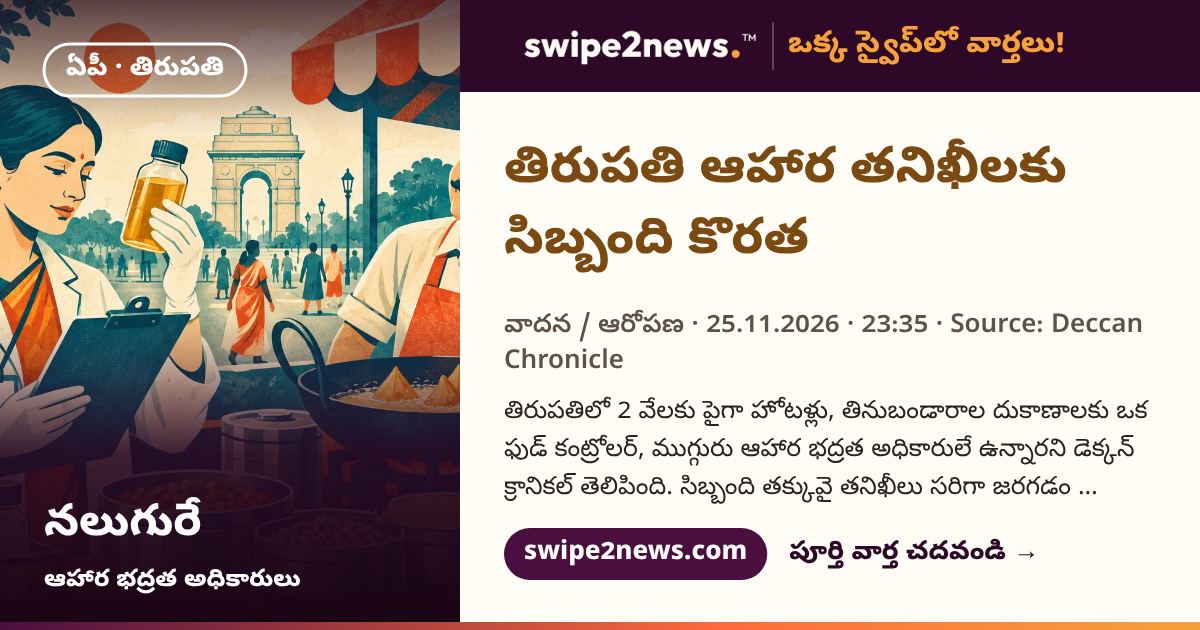 ఏపీ · తిరుపతి
swipe2news.™
ఒక్క స్వైప్‌లో వార్తలు!
తిరుపతి ఆహార తనిఖీలకు
సిబ్బంది కొరత
వాదన / ఆరోపణ · 25.11.2026 · 23:35 · Source: Deccan
Chronicle
తిరుపతిలో 2 వేలకు పైగా హోటళ్లు, తినుబండారాల దుకాణాలకు ఒక
ఫుడ్ కంట్రోలర్, ముగ్గురు ఆహార భద్రత అధికారులే ఉన్నారని డెక్కన్
క్రానికల్ తెలిపింది. సిబ్బంది తక్కువై తనిఖీలు సరిగా జరగడం ...
నలుగురే
ఆహార భద్రత అధికారులు
swipe2news.com
పూర్తి వార్త చదవండి →